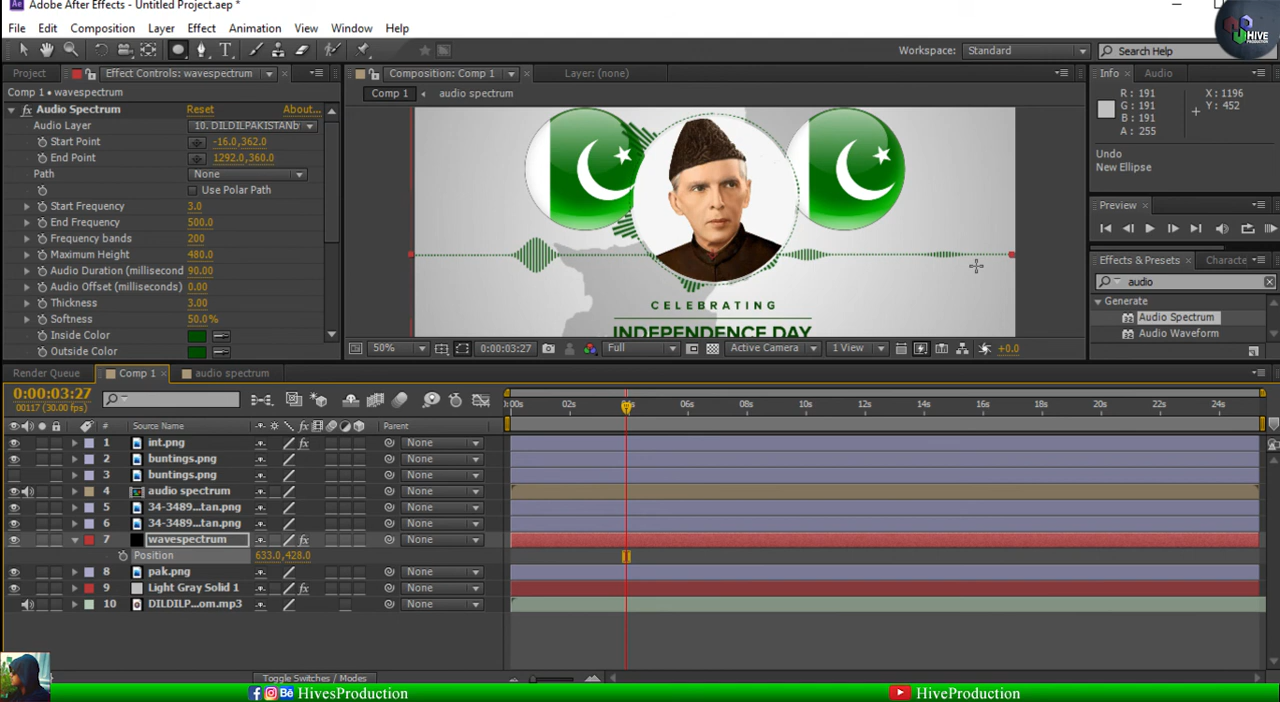 Ae Adobe After Effects - Untitled Project.aep *
File Edit Composition Layer Effect Animation View Window Help
HIVE
PRODUCTION
Workspace: Standard
Search Help
Project
Effect Controls: wavespectrum
Comp 1 • wavespectrum
fx Audio Spectrum Reset About...
Audio Layer 10. DILDILPAKISTANb
Start Point -16.0,362.0
End Point 1292.0,360.0
Path None
Use Polar Path
Start Frequency 3.0
End Frequency 500.0
Frequency bands 200
Maximum Height 480.0
Audio Duration (millisecond 90.00
Audio Offset (milliseconds) 0.00
Thickness 3.00
Softness 50.0%
Inside Color
Outside Color
Composition: Comp 1
Layer: (none)
Comp 1 audio spectrum
CELEBRATING
INDEPENDENCE DAY
50% 0:00:03:27 Full Active Camera 1 View +0.0
Info Audio
R: 191 X: 1196
G: 191 Y: 452
B: 191
A: 255
Undo
New Ellipse
Preview
Effects & Presets Characte
audio
Generate
Audio Spectrum
Audio Waveform
Render Queue Comp 1 audio spectrum
0:00:03:27
00117 (30.00 fps)
:00s 02s 04s 06s 08s 10s 12s 14s 16s 18s 20s 22s 24s
# Source Name fx Parent
1 int.png fx None
2 buntings.png None
3 buntings.png None
4 audio spectrum None
5 34-3489...tan.png None
6 34-3489...tan.png None
7 wavespectrum fx None
Position 633.0,428.0
8 pak.png None
9 Light Gray Solid 1 fx None
10 DILDILP...om.mp3 None
Toggle Switches / Modes
f Bē HivesProduction
HiveProduction